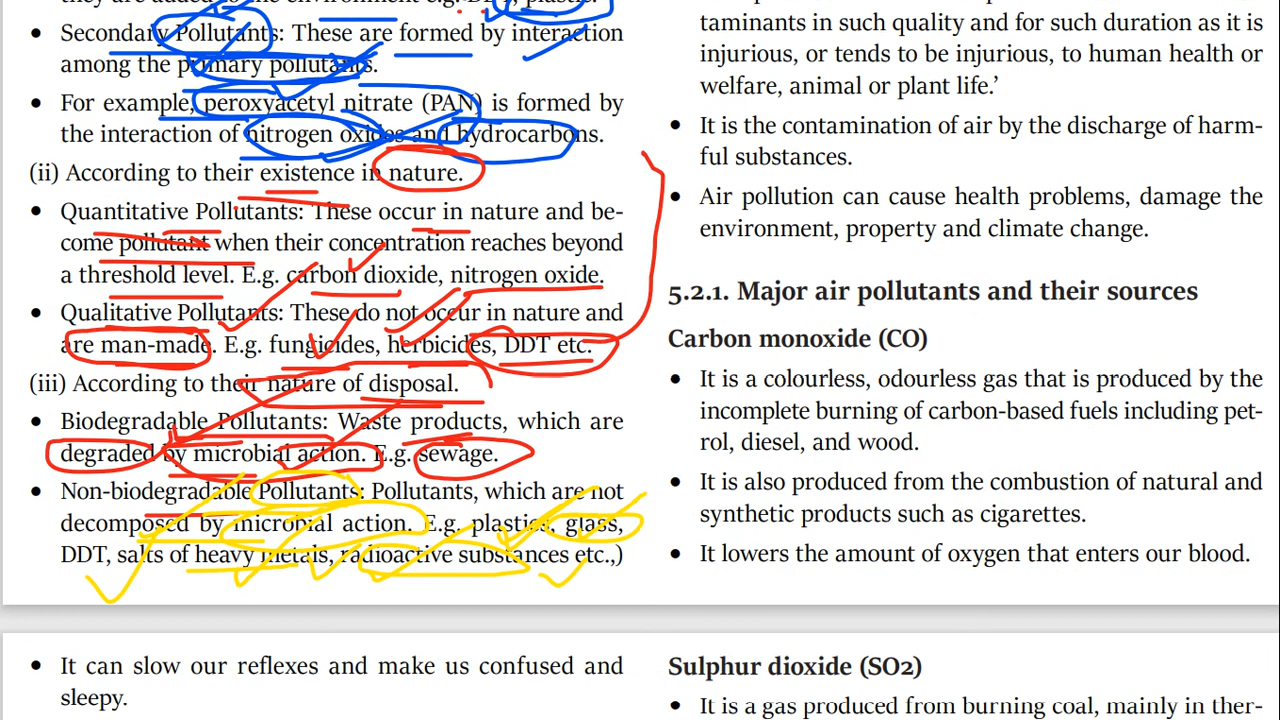 they are added to the environment e.g. DDT, plastic.
• Secondary Pollutants: These are formed by interaction
among the primary pollutants.
• For example, peroxyacetyl nitrate (PAN) is formed by
the interaction of nitrogen oxides and hydrocarbons.
(ii) According to their existence in nature.
• Quantitative Pollutants: These occur in nature and be-
come pollutant when their concentration reaches beyond
a threshold level. E.g. carbon dioxide, nitrogen oxide.
• Qualitative Pollutants: These do not occur in nature and
are man-made. E.g. fungicides, herbicides, DDT etc.
(iii) According to their nature of disposal.
• Biodegradable Pollutants: Waste products, which are
degraded by microbial action. E.g. sewage.
• Non-biodegradable Pollutants: Pollutants, which are not
decomposed by microbial action. E.g. plastics, glass,
DDT, salts of heavy metals, radioactive substances etc.,)
• It can slow our reflexes and make us confused and
sleepy.
taminants in such quality and for such duration as it is
injurious, or tends to be injurious, to human health or
welfare, animal or plant life.’
• It is the contamination of air by the discharge of harm-
ful substances.
• Air pollution can cause health problems, damage the
environment, property and climate change.
5.2.1. Major air pollutants and their sources
Carbon monoxide (CO)
• It is a colourless, odourless gas that is produced by the
incomplete burning of carbon-based fuels including pet-
rol, diesel, and wood.
• It is also produced from the combustion of natural and
synthetic products such as cigarettes.
• It lowers the amount of oxygen that enters our blood.
Sulphur dioxide (SO2)
• It is a gas produced from burning coal, mainly in ther-